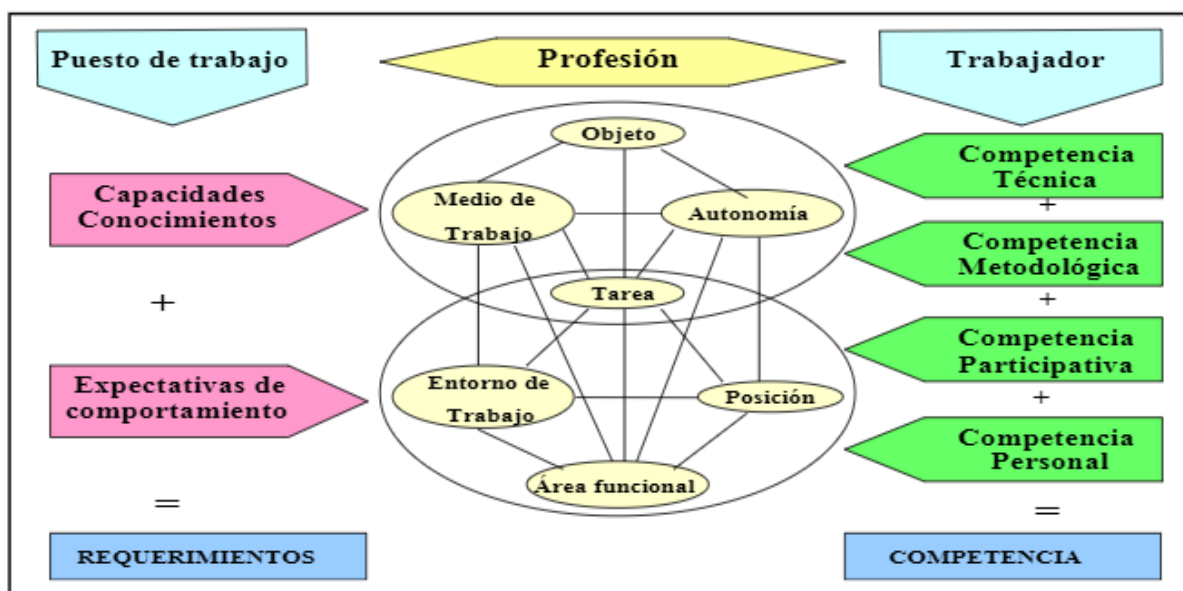 Puesto de trabajo
Profesión
Trabajador
Capacidades
Conocimientos
+
Expectativas de
comportamiento
=
REQUERIMIENTOS
Objeto
Medio de
Trabajo
Autonomía
Tarea
Entorno de
Trabajo
Posición
Área funcional
Competencia
Técnica
+
Competencia
Metodológica
+
Competencia
Participativa
+
Competencia
Personal
=
COMPETENCIA